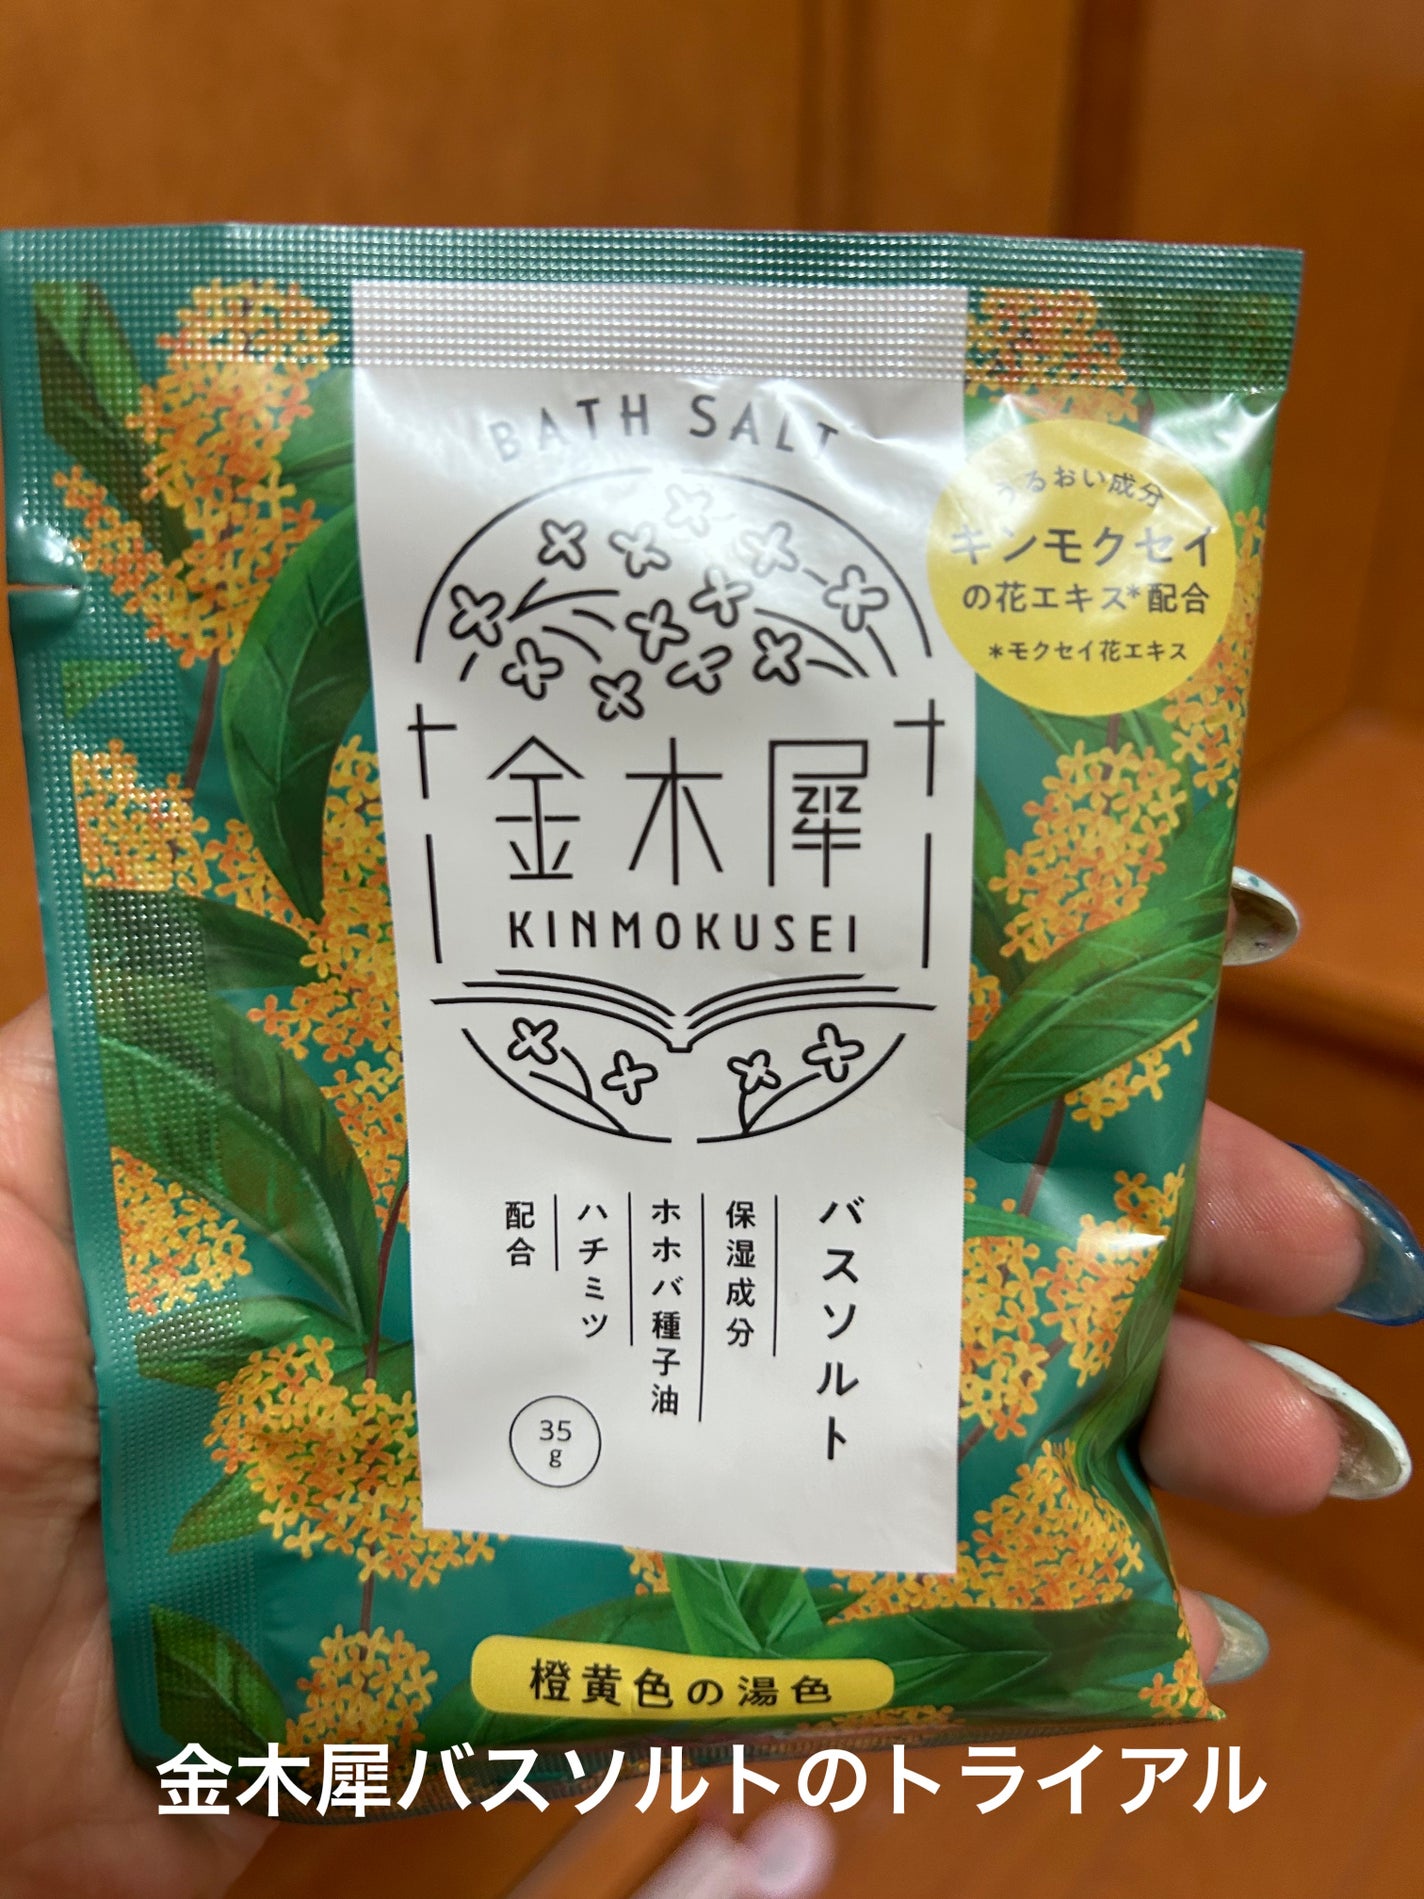 BATH SALT
うるおい成分
キンモクセイ
の花エキス*配合
*モクセイ花エキス
金木犀
KINMOKUSEI
バスソルト
保湿成分
ホホバ種子油
ハチミツ
配合
35
g
橙黄色の湯色
金木犀バスソルトのトライアル